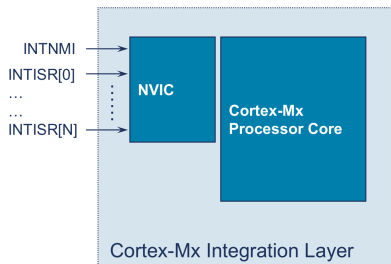 INTNMI
INTISR[0]
...
...
INTISR[N]
NVIC
Cortex-Mx
Processor Core
Cortex-Mx Integration Layer